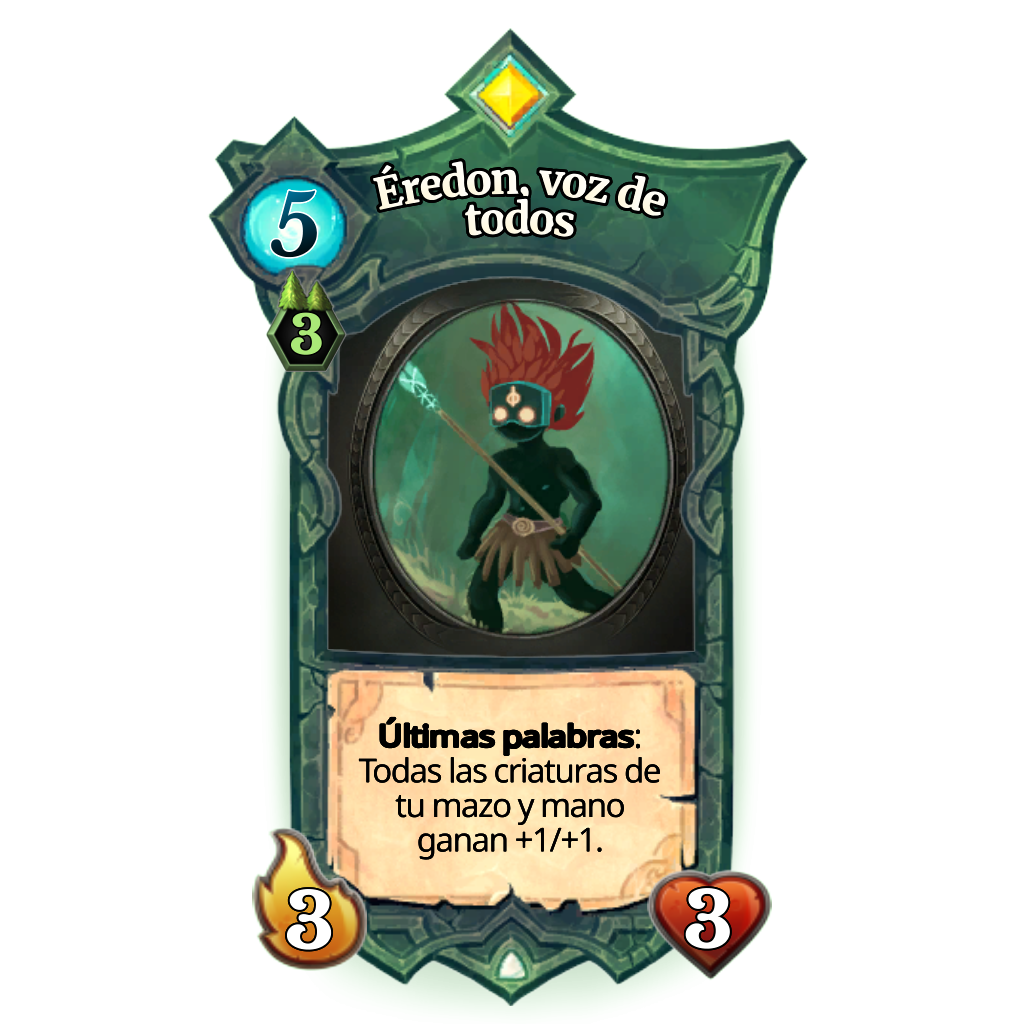 5
Éredon, voz de
todos
3
Últimas palabras:
Todas las criaturas de
tu mazo y mano
ganan +1/+1.
3
3